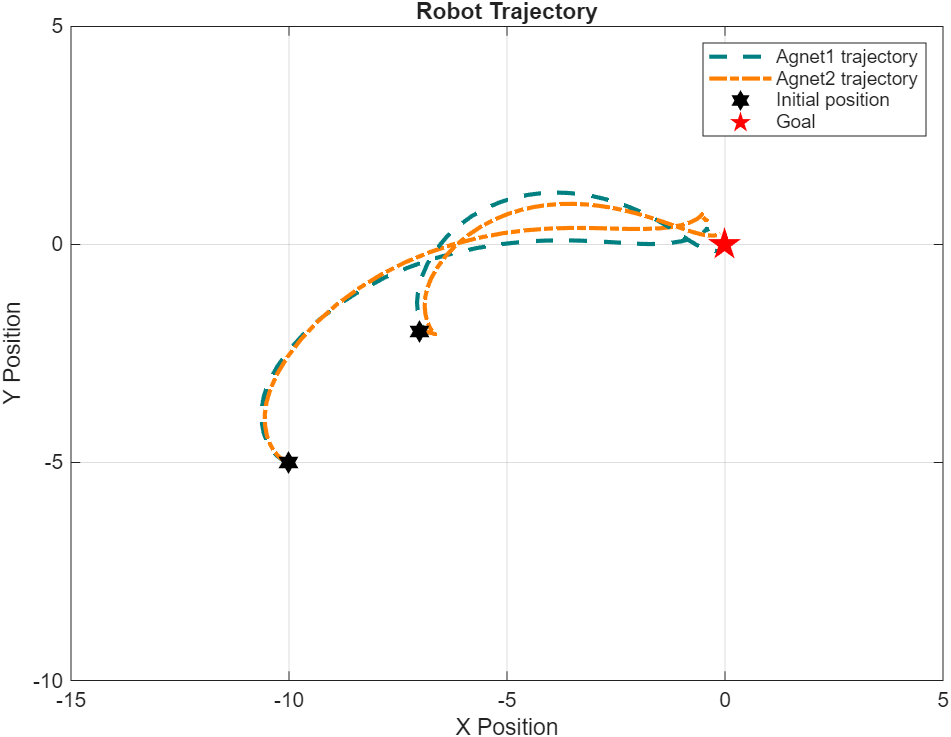 Robot Trajectory
5
Agnet1 trajectory
Agnet2 trajectory
Initial position
Goal
0
-5
-10
Y Position
-15
-10
-5
0
5
X Position